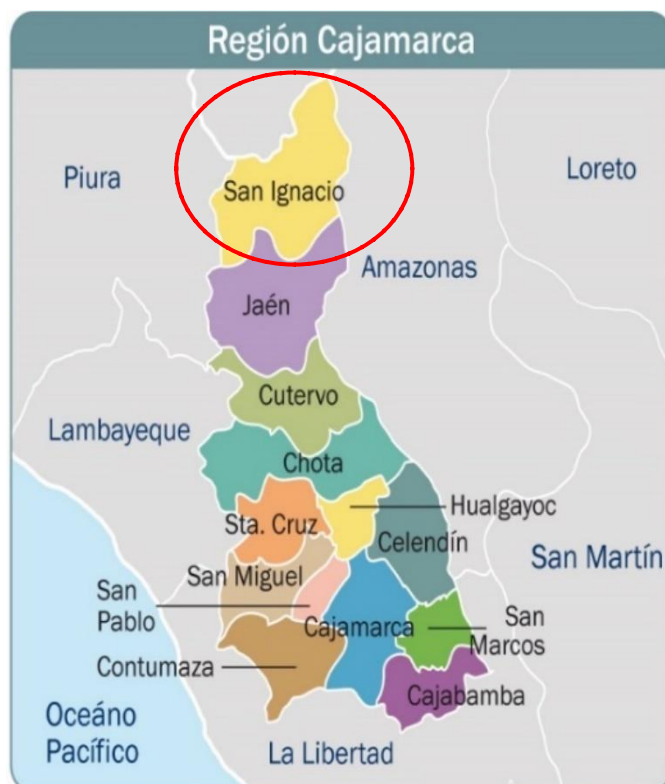 Región Cajamarca
Piura
San Ignacio
Loreto
Amazonas
Jaén
Cutervo
Lambayeque
Chota
Hualgayoc
Sta. Cruz
Celendín
San Martín
San Miguel
San
Pablo
Cajamarca
San
Marcos
Contumaza
Cajabamba
Oceáno
Pacífico
La Libertad